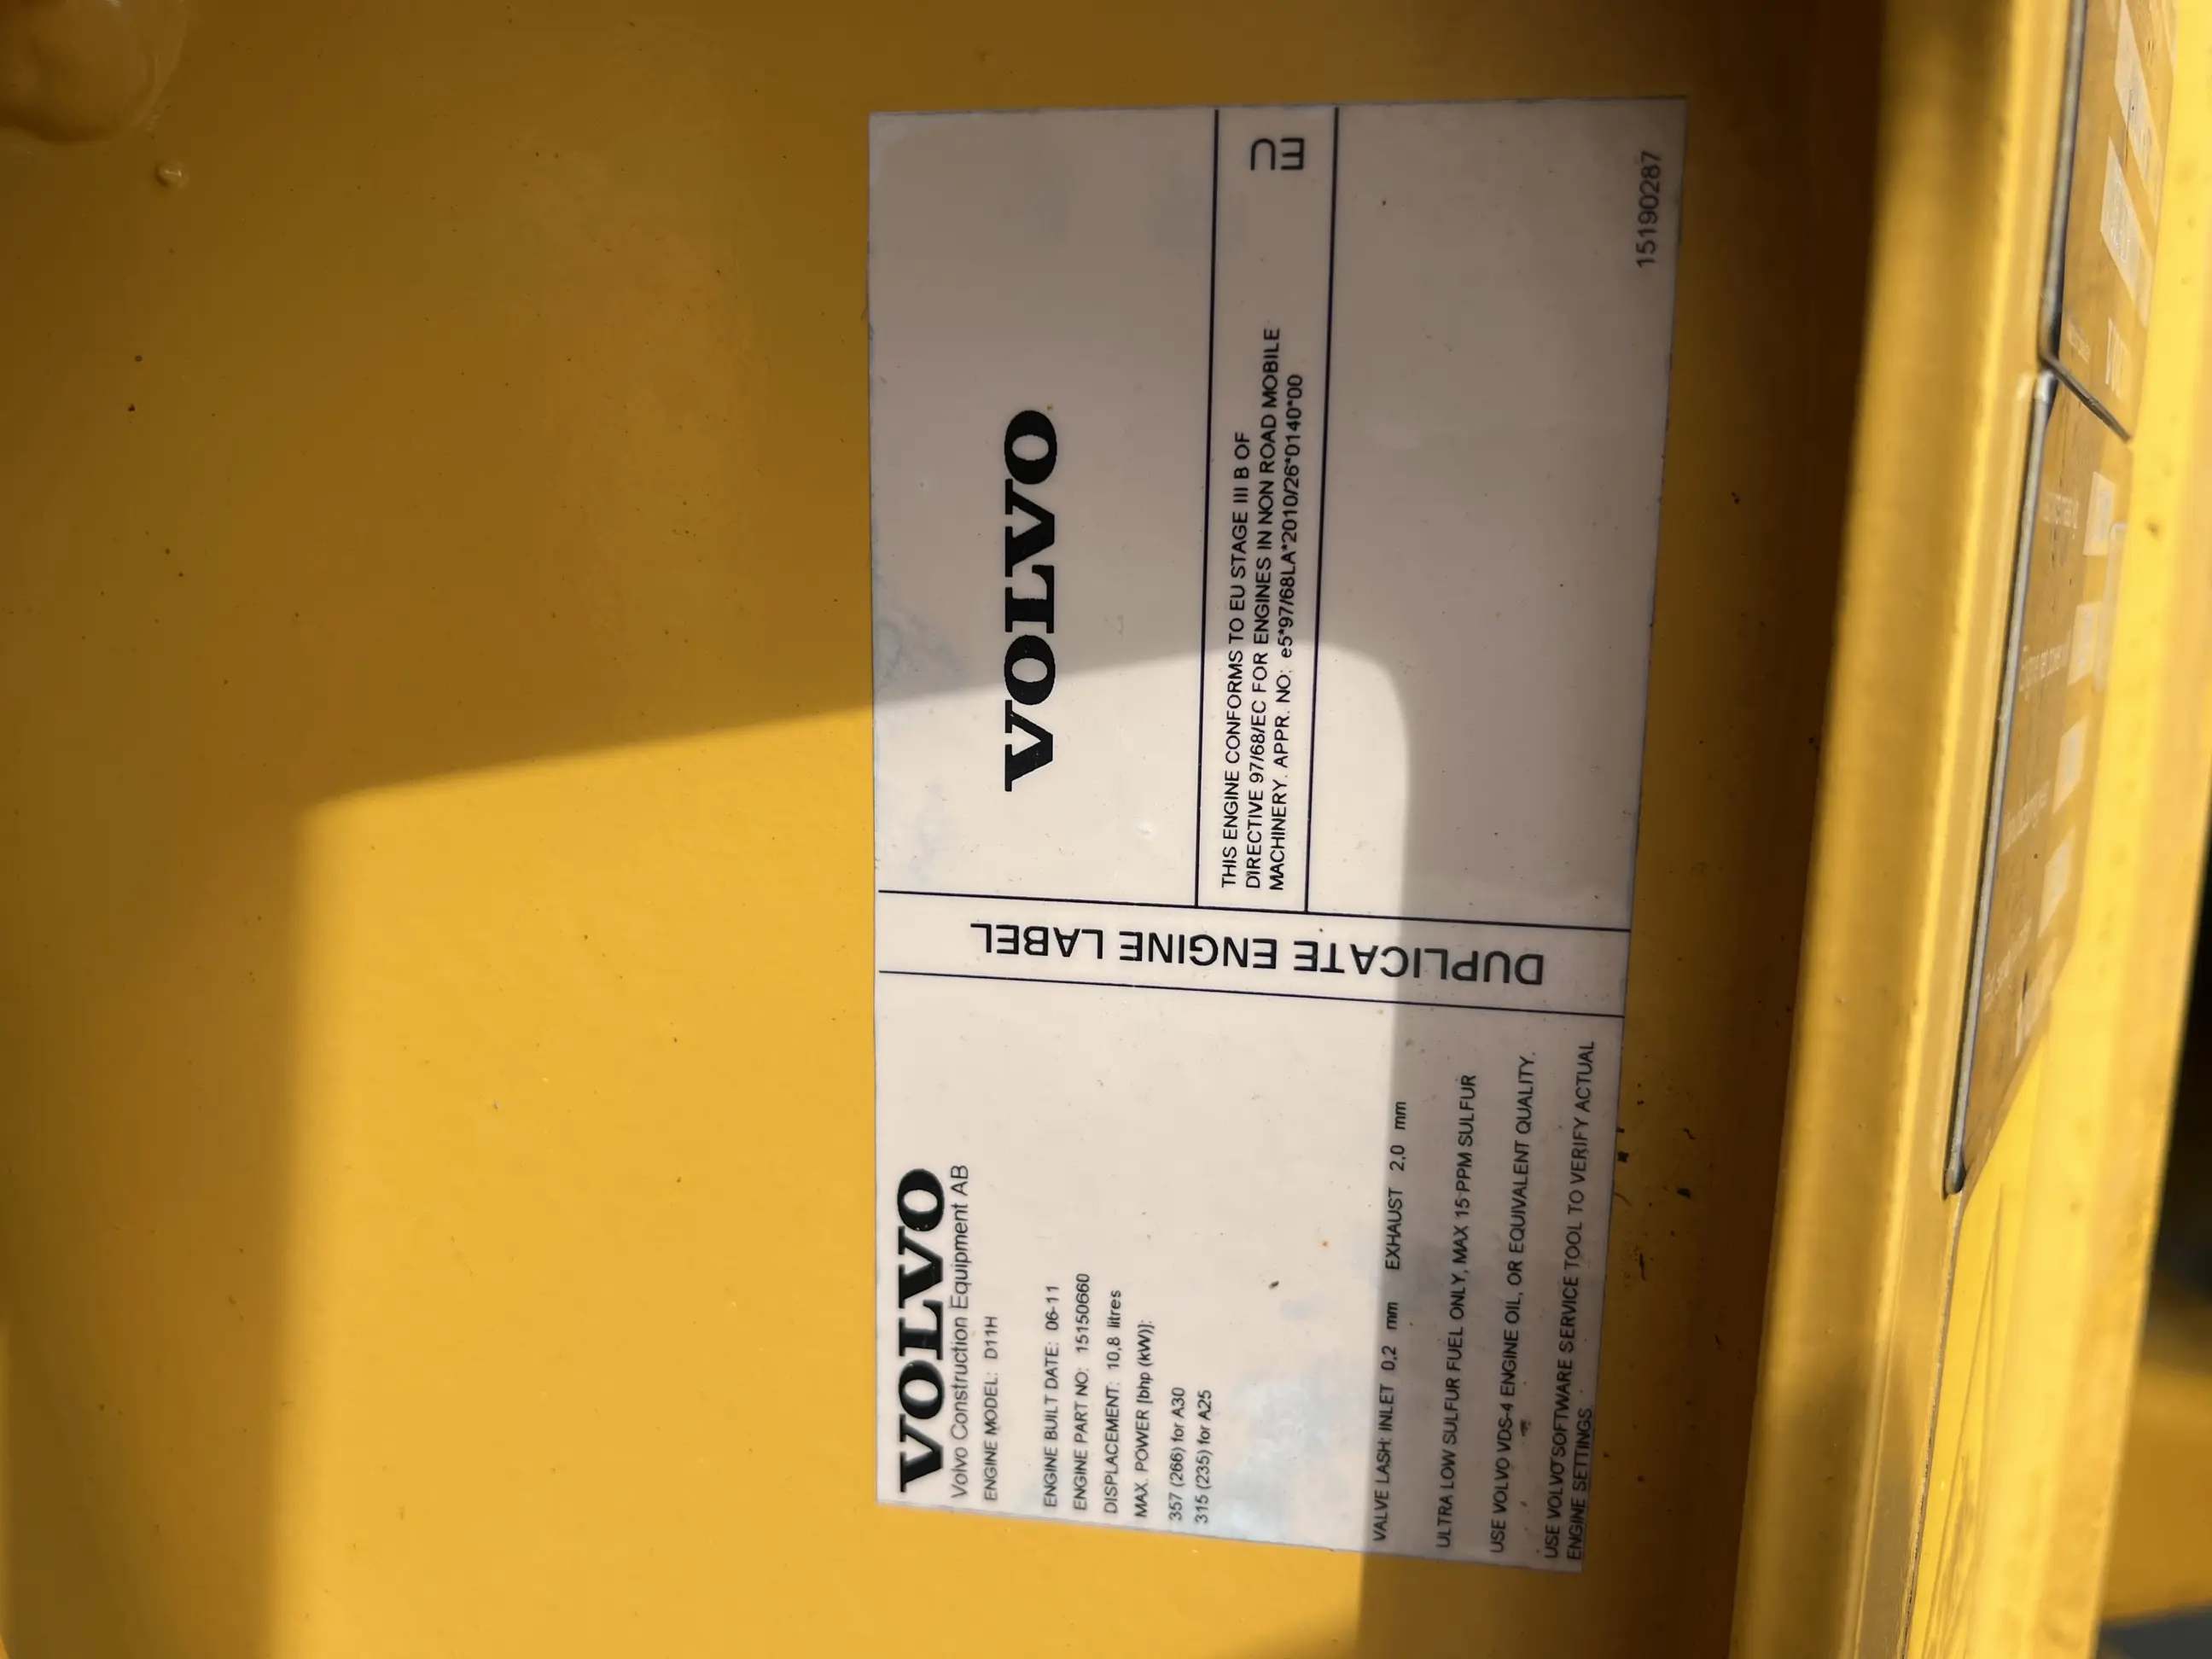 VOLVO
Volvo Construction Equipment AB
ENGINE MODEL: D11H
ENGINE BUILT DATE: 06-11
ENGINE PART NO: 15150660
DISPLACEMENT: 10,8 litres
MAX. POWER [bhp (kW)]:
357 (266) for A30
315 (235) for A25
VALVE LASH: INLET 0,2 mm EXHAUST 2,0 mm
ULTRA LOW SULFUR FUEL ONLY, MAX 15 PPM SULFUR
USE VOLVO VDS-4 ENGINE OIL, OR EQUIVALENT QUALITY.
USE VOLVO SOFTWARE SERVICE TOOL TO VERIFY ACTUAL
ENGINE SETTINGS
DUPLICATE ENGINE LABEL
VOLVO
THIS ENGINE CONFORMS TO EU STAGE III B OF
DIRECTIVE 97/68/EC FOR ENGINES IN NON ROAD MOBILE
MACHINERY. APPR. NO: e5*97/68LA*2010/26*0140*00
EU
15190287